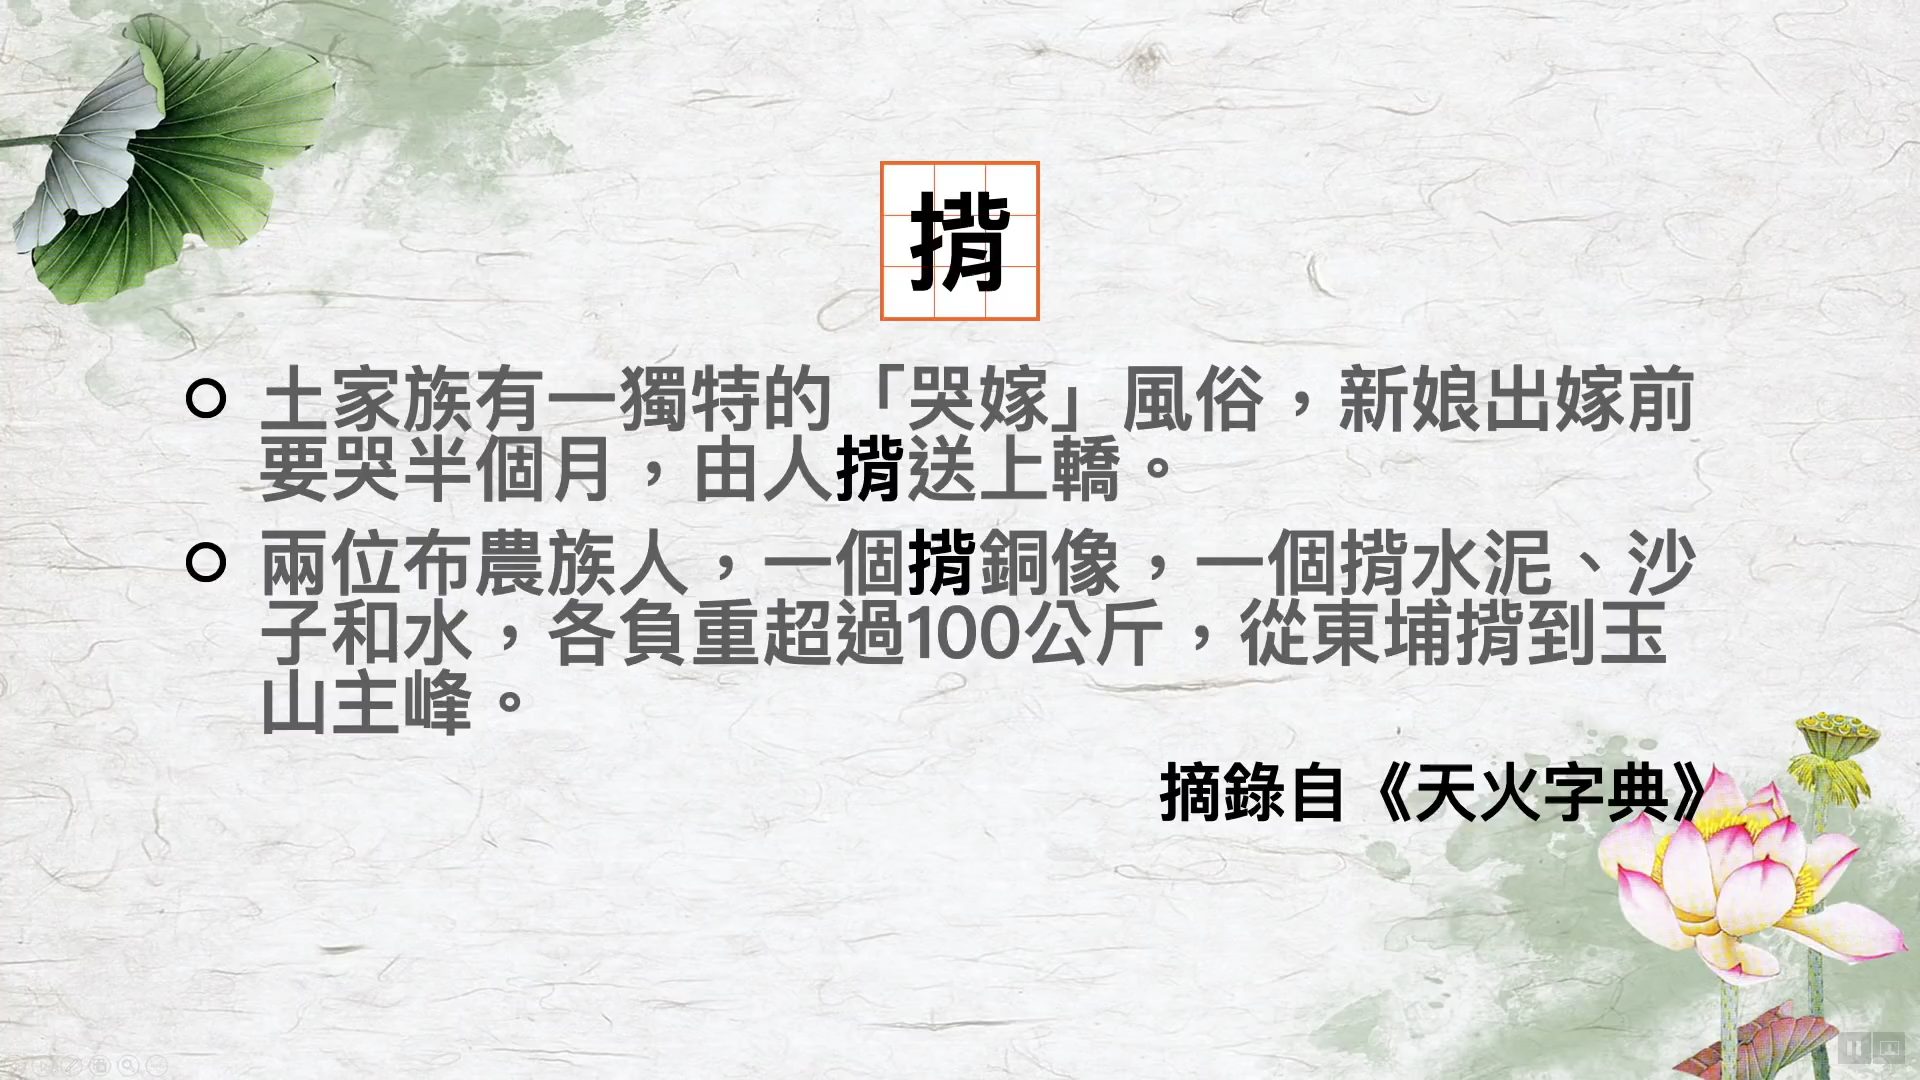 揹
土家族有一獨特的「哭嫁」風俗，新娘出嫁前
要哭半個月，由人揹送上轎。
兩位布農族人，一個揹銅像，一個揹水泥、沙
子和水，各負重超過100公斤，從東埔揹到玉
山主峰。
摘錄自《天火字典》